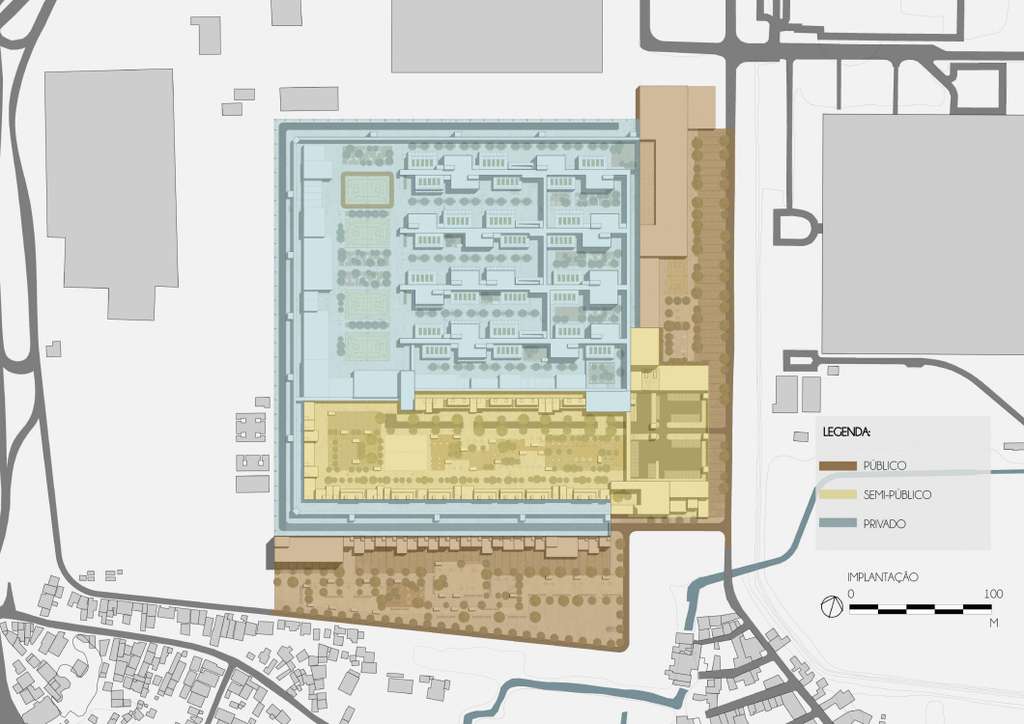 LEGENDA:
PÚBLICO
SEMI-PÚBLICO
PRIVADO
IMPLANTAÇÃO
0 100
M